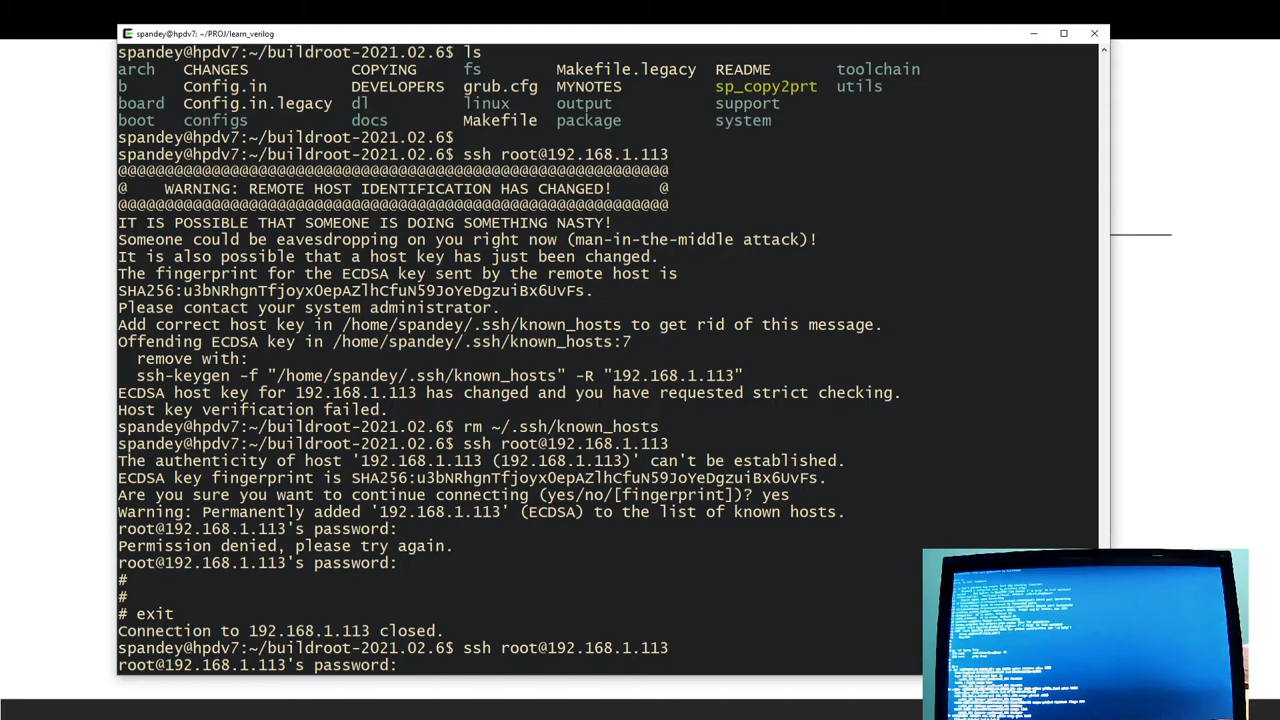 spandey@hpdv7: ~/PROJ/learn_verilog
spandey@hpdv7:~/buildroot-2021.02.6$ ls
arch CHANGES COPYING fs Makefile.legacy README toolchain
b Config.in DEVELOPERS grub.cfg MYNOTES sp_copy2prt utils
board Config.in.legacy dl linux output support
boot configs docs Makefile package system
spandey@hpdv7:~/buildroot-2021.02.6$
spandey@hpdv7:~/buildroot-2021.02.6$ ssh root@192.168.1.113
@@@@@@@@@@@@@@@@@@@@@@@@@@@@@@@@@@@@@@@@@@@@@@@@@@@@@@@@@@@
@ WARNING: REMOTE HOST IDENTIFICATION HAS CHANGED! @
@@@@@@@@@@@@@@@@@@@@@@@@@@@@@@@@@@@@@@@@@@@@@@@@@@@@@@@@@@@
IT IS POSSIBLE THAT SOMEONE IS DOING SOMETHING NASTY!
Someone could be eavesdropping on you right now (man-in-the-middle attack)!
It is also possible that a host key has just been changed.
The fingerprint for the ECDSA key sent by the remote host is
SHA256:u3bNRhgnTfjoyxOepAZlhCfuN59JoYeDgzuiBx6UvFs.
Please contact your system administrator.
Add correct host key in /home/spandey/.ssh/known_hosts to get rid of this message.
Offending ECDSA key in /home/spandey/.ssh/known_hosts:7
remove with:
ssh-keygen -f "/home/spandey/.ssh/known_hosts" -R "192.168.1.113"
ECDSA host key for 192.168.1.113 has changed and you have requested strict checking.
Host key verification failed.
spandey@hpdv7:~/buildroot-2021.02.6$ rm ~/.ssh/known_hosts
spandey@hpdv7:~/buildroot-2021.02.6$ ssh root@192.168.1.113
The authenticity of host '192.168.1.113 (192.168.1.113)' can't be established.
ECDSA key fingerprint is SHA256:u3bNRhgnTfjoyxOepAZlhCfuN59JoYeDgzuiBx6UvFs.
Are you sure you want to continue connecting (yes/no/[fingerprint])? yes
Warning: Permanently added '192.168.1.113' (ECDSA) to the list of known hosts.
root@192.168.1.113's password:
Permission denied, please try again.
root@192.168.1.113's password:
#
#
# exit
Connection to 192.168.1.113 closed.
spandey@hpdv7:~/buildroot-2021.02.6$ ssh root@192.168.1.113
root@192.168.1.113's password: